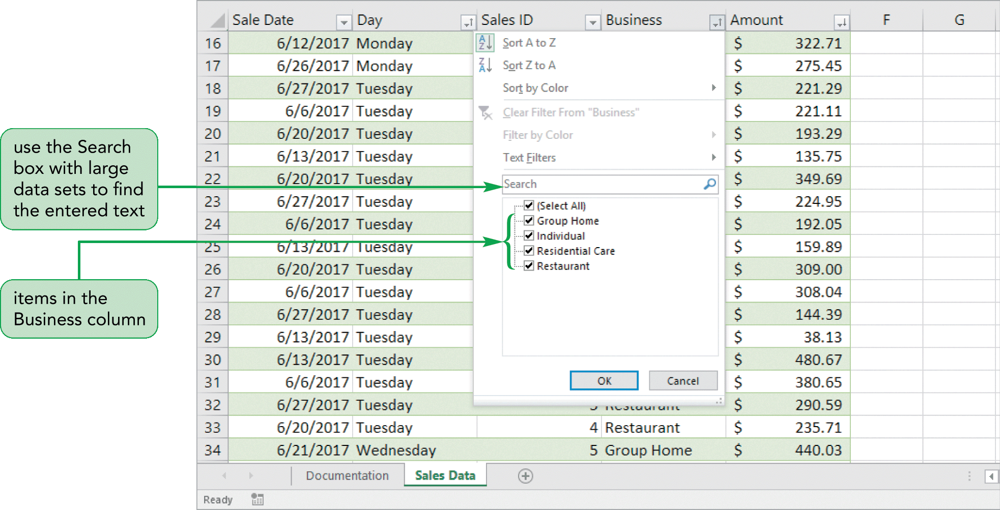 Sale Date Day Sales ID Business Amount F G
16 6/12/2017 Monday $ 322.71
17 6/26/2017 Monday $ 275.45
18 6/27/2017 Tuesday $ 221.29
19 6/6/2017 Tuesday $ 221.11
20 6/20/2017 Tuesday $ 193.29
21 6/13/2017 Tuesday $ 135.75
22 6/20/2017 Tuesday $ 349.69
23 6/27/2017 Tuesday $ 224.95
24 6/6/2017 Tuesday $ 192.05
25 6/13/2017 Tuesday $ 159.89
26 6/20/2017 Tuesday $ 309.00
27 6/6/2017 Tuesday $ 308.04
28 6/27/2017 Tuesday $ 144.39
29 6/13/2017 Tuesday $ 38.13
30 6/13/2017 Tuesday $ 480.67
31 6/6/2017 Tuesday $ 380.65
32 6/27/2017 Tuesday Restaurant $ 290.59
33 6/20/2017 Tuesday 4 Restaurant $ 235.71
34 6/21/2017 Wednesday 5 Group Home $ 440.03
Sort A to Z
Sort Z to A
Sort by Color
Clear Filter From "Business"
Filter by Color
Text Filters
Search
(Select All)
Group Home
Individual
Residential Care
Restaurant
OK Cancel
use the Search
box with large
data sets to find
the entered text
items in the
Business column
Documentation Sales Data
Ready